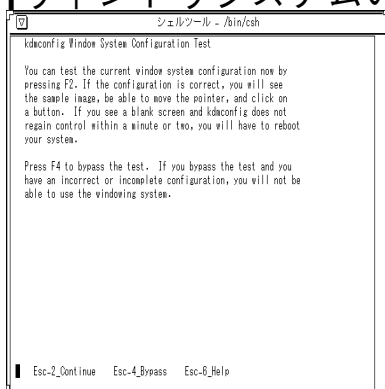 シェルツール - /bin/csh
kdmconfig Window System Configuration Test
You can test the current window system configuration now by
pressing F2. If the configuration is correct, you will see
the sample image, be able to move the pointer, and click on
a button.  If you see a blank screen and kdmconfig does not
regain control within a minute or two, you will have to reboot
your system.
Press F4 to bypass the test.  If you bypass the test and you
have an incorrect or incomplete configuration, you will not be
able to use the windowing system.
Esc-2_Continue    Esc-4_Bypass    Esc-6_Help